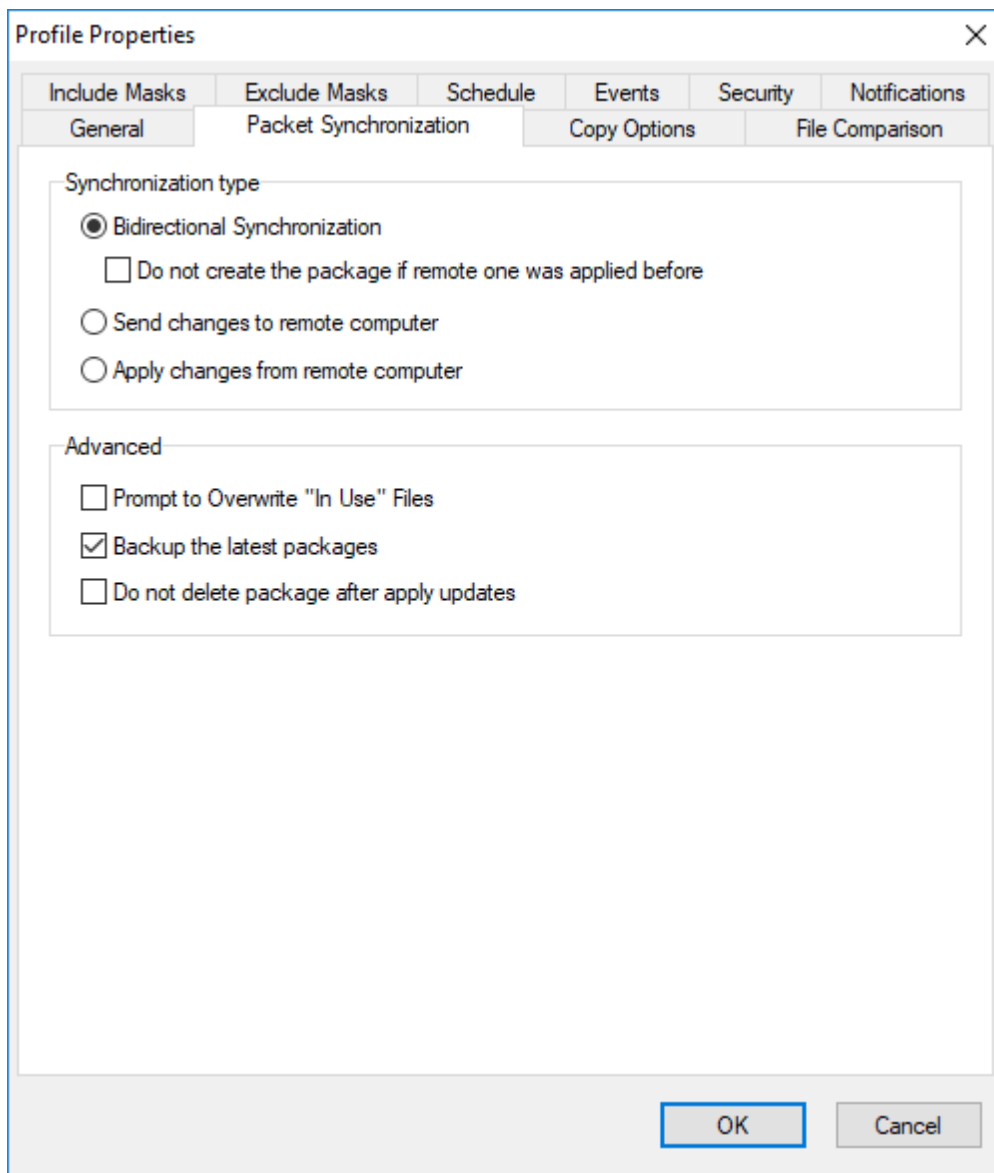 Profile Properties
Include Masks Exclude Masks Schedule Events Security Notifications
General Packet Synchronization Copy Options File Comparison
Synchronization type
Bidirectional Synchronization
Do not create the package if remote one was applied before
Send changes to remote computer
Apply changes from remote computer
Advanced
Prompt to Overwrite "In Use" Files
Backup the latest packages
Do not delete package after apply updates
OK Cancel